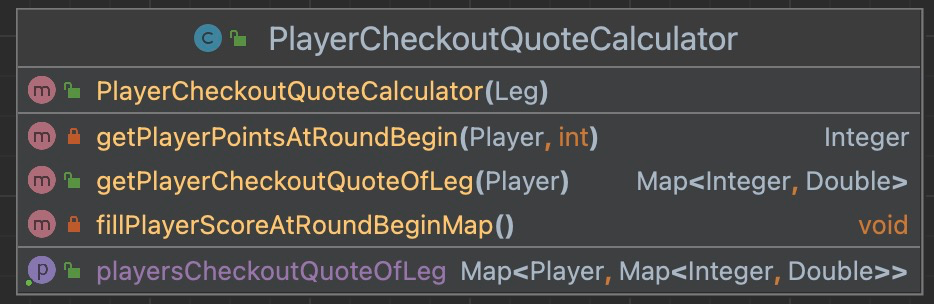 C PlayerCheckoutQuoteCalculator
m PlayerCheckoutQuoteCalculator(Leg)
m getPlayerPointsAtRoundBegin(Player, int) Integer
m getPlayerCheckoutQuoteOfLeg(Player) Map<Integer, Double>
m fillPlayerScoreAtRoundBeginMap() void
p playersCheckoutQuoteOfLeg Map<Player, Map<Integer, Double>>